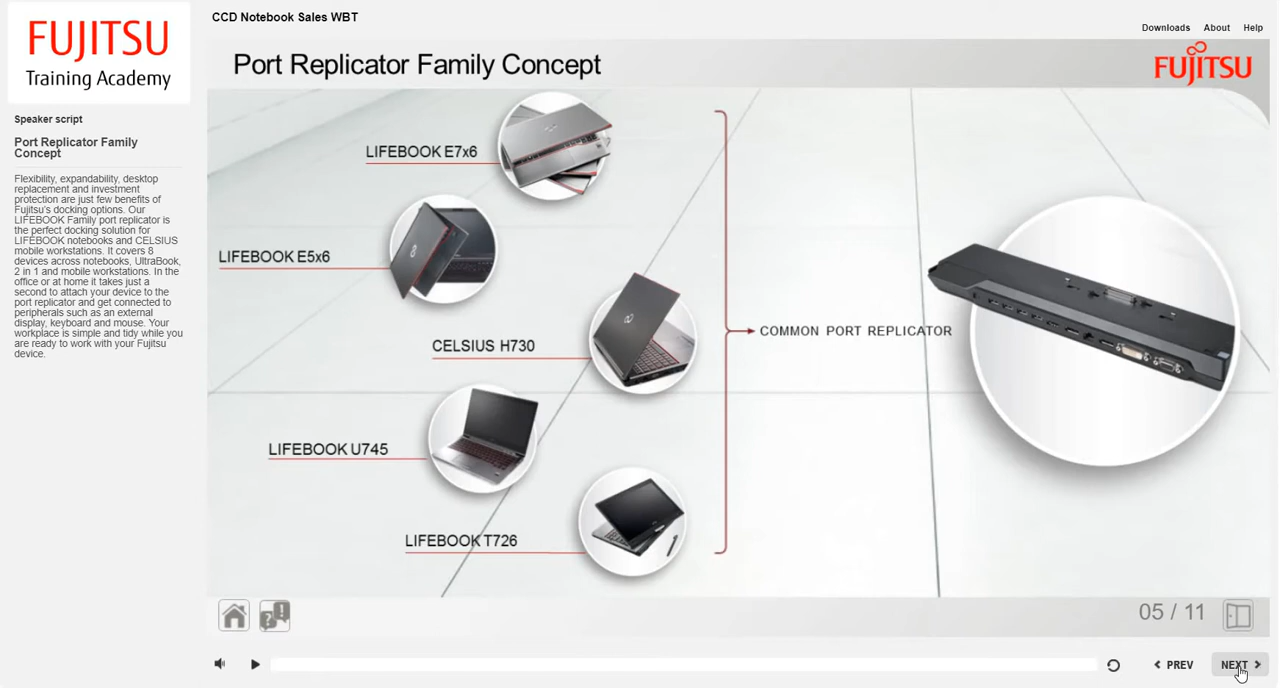 FUJITSU
Training Academy
Speaker script
Port Replicator Family
Concept
Flexibility, expandability, desktop
replacement and investment
protection are just few benefits of
Fujitsu's docking options. Our
LIFEBOOK Family port replicator is
the perfect docking solution for
LIFEBOOK notebooks and CELSIUS
mobile workstations. It covers 8
devices across notebooks, UltraBook,
2 in 1 and mobile workstations. In the
office or at home it takes just a
second to attach your device to the
port replicator and get connected to
peripherals such as an external
display, keyboard and mouse. Your
workplace is simple and tidy while you
are ready to work with your Fujitsu
device.
CCD Notebook Sales WBT
Downloads About Help
Port Replicator Family Concept
FUJITSU
LIFEBOOK E7x6
LIFEBOOK E5x6
CELSIUS H730
COMMON PORT REPLICATOR
LIFEBOOK U745
LIFEBOOK T726
05 / 11
PREV
NEXT